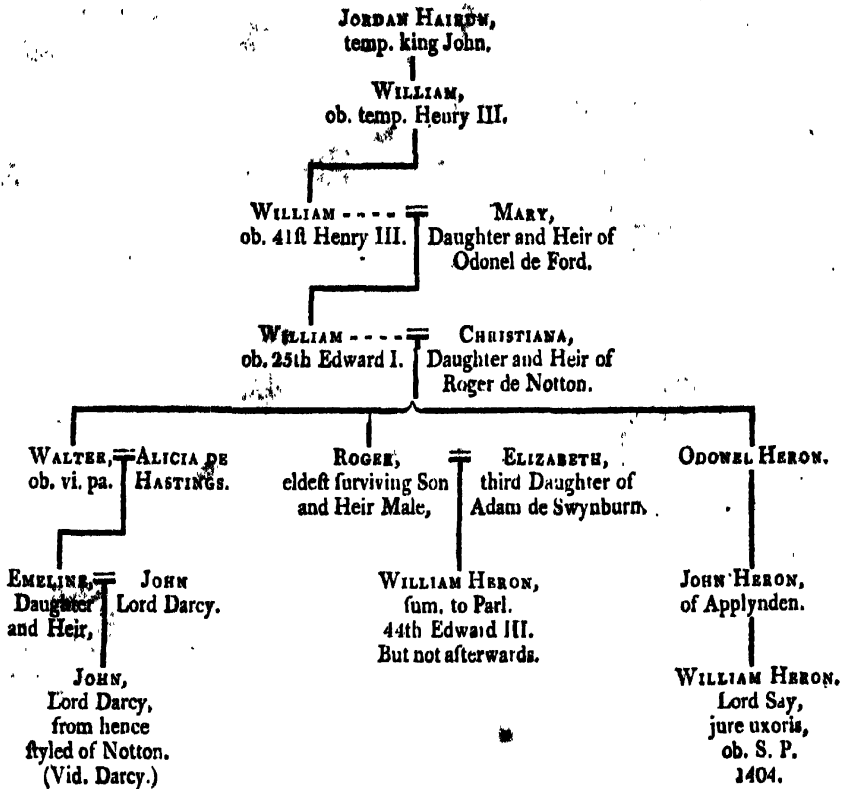 JORDAN HAIRUN,
temp. king John.
WILLIAM,
ob. temp. Henry III.
WILLIAM ---- = MARY,
ob. 41ſt Henry III. Daughter and Heir of
Odonel de Ford.
WILLIAM ---- = CHRISTIANA,
ob. 25th Edward I. Daughter and Heir of
Roger de Notton.
WALTER, = ALICIA DE
ob. vi. pa. HASTINGS.
ROGER,
eldeſt ſurviving Son
and Heir Male,
= ELIZABETH,
third Daughter of
Adam de Swynburn.
ODONEL HERON.
EMELINE, = JOHN
Daughter Lord Darcy.
and Heir,
WILLIAM HERON,
ſum. to Parl.
44th Edward III.
But not afterwards.
JOHN HERON,
of Applynden.
JOHN,
Lord Darcy,
from hence
ſtyled of Notton.
(Vid. Darcy.)
WILLIAM HERON.
Lord Say,
jure uxoris,
ob. S. P.
1404.